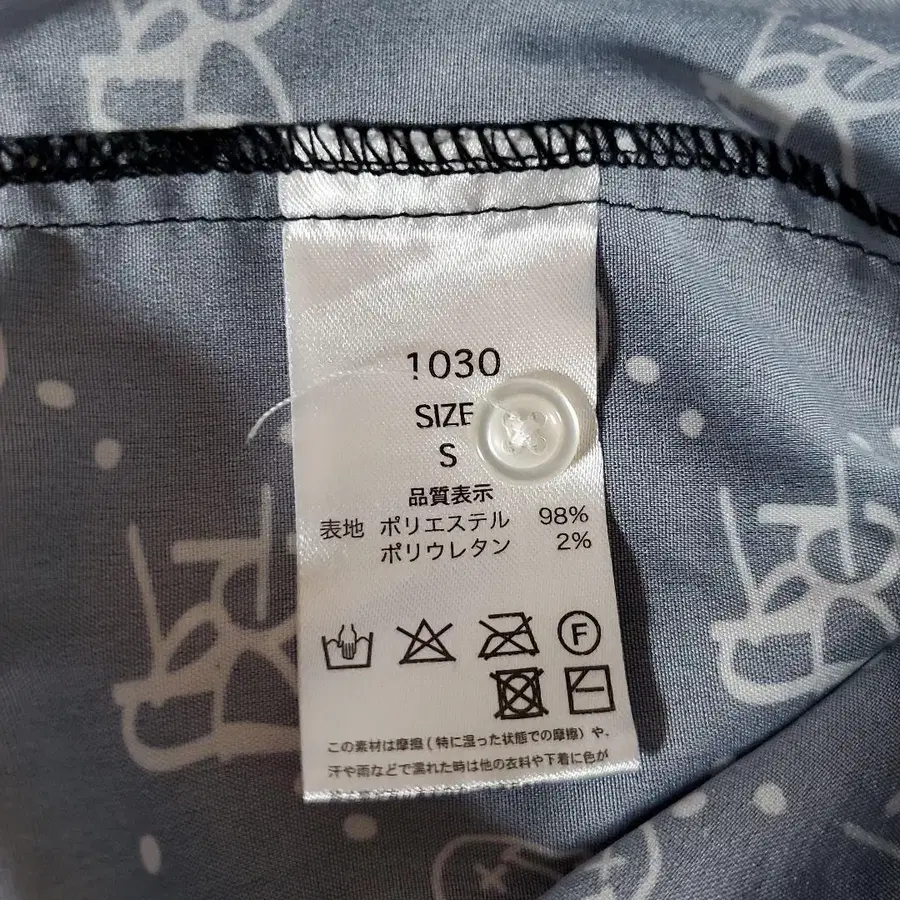 1030
SIZE
S
品質表示
表地 ポリエステル 98%
ポリウレタン 2%
F
この素材は摩擦(特に湿った状態での摩擦)や、
汗や雨などで濡れた時は他の衣料や下着に色が